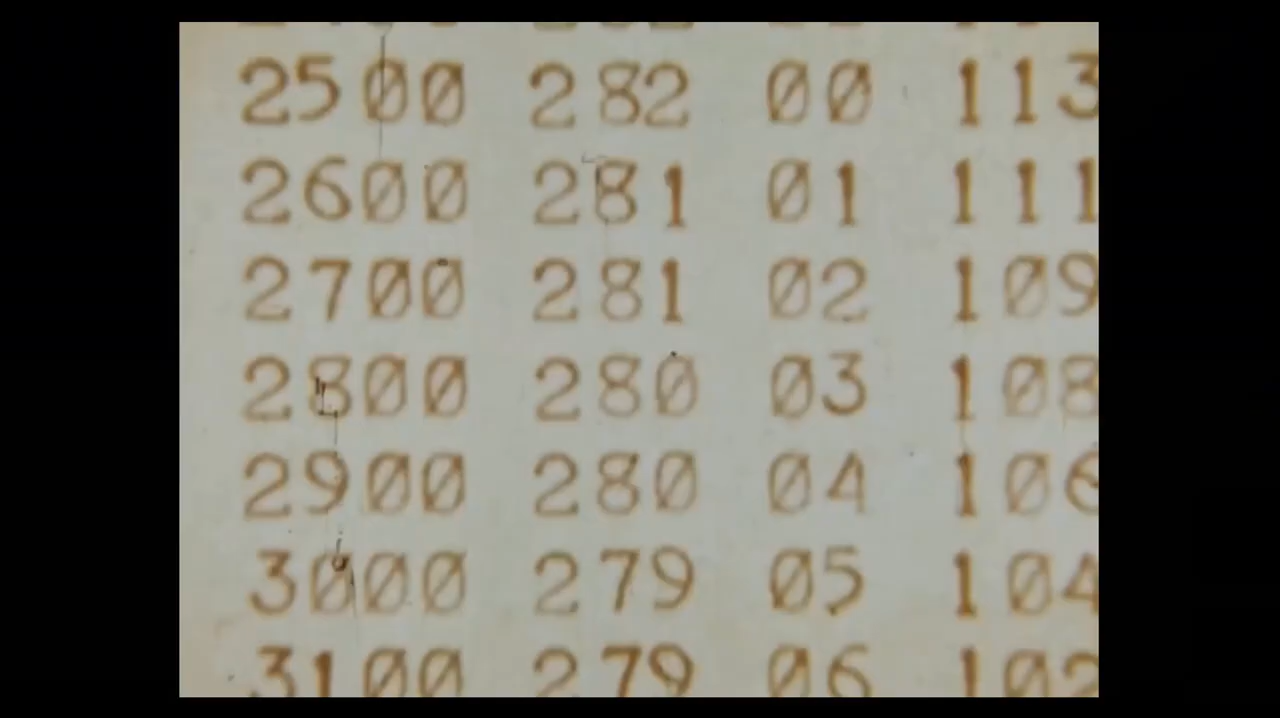 2500 282 00 113
2600 281 01 111
2700 281 02 109
2800 280 03 108
2900 280 04 106
3000 279 05 104
3100 279 06 102